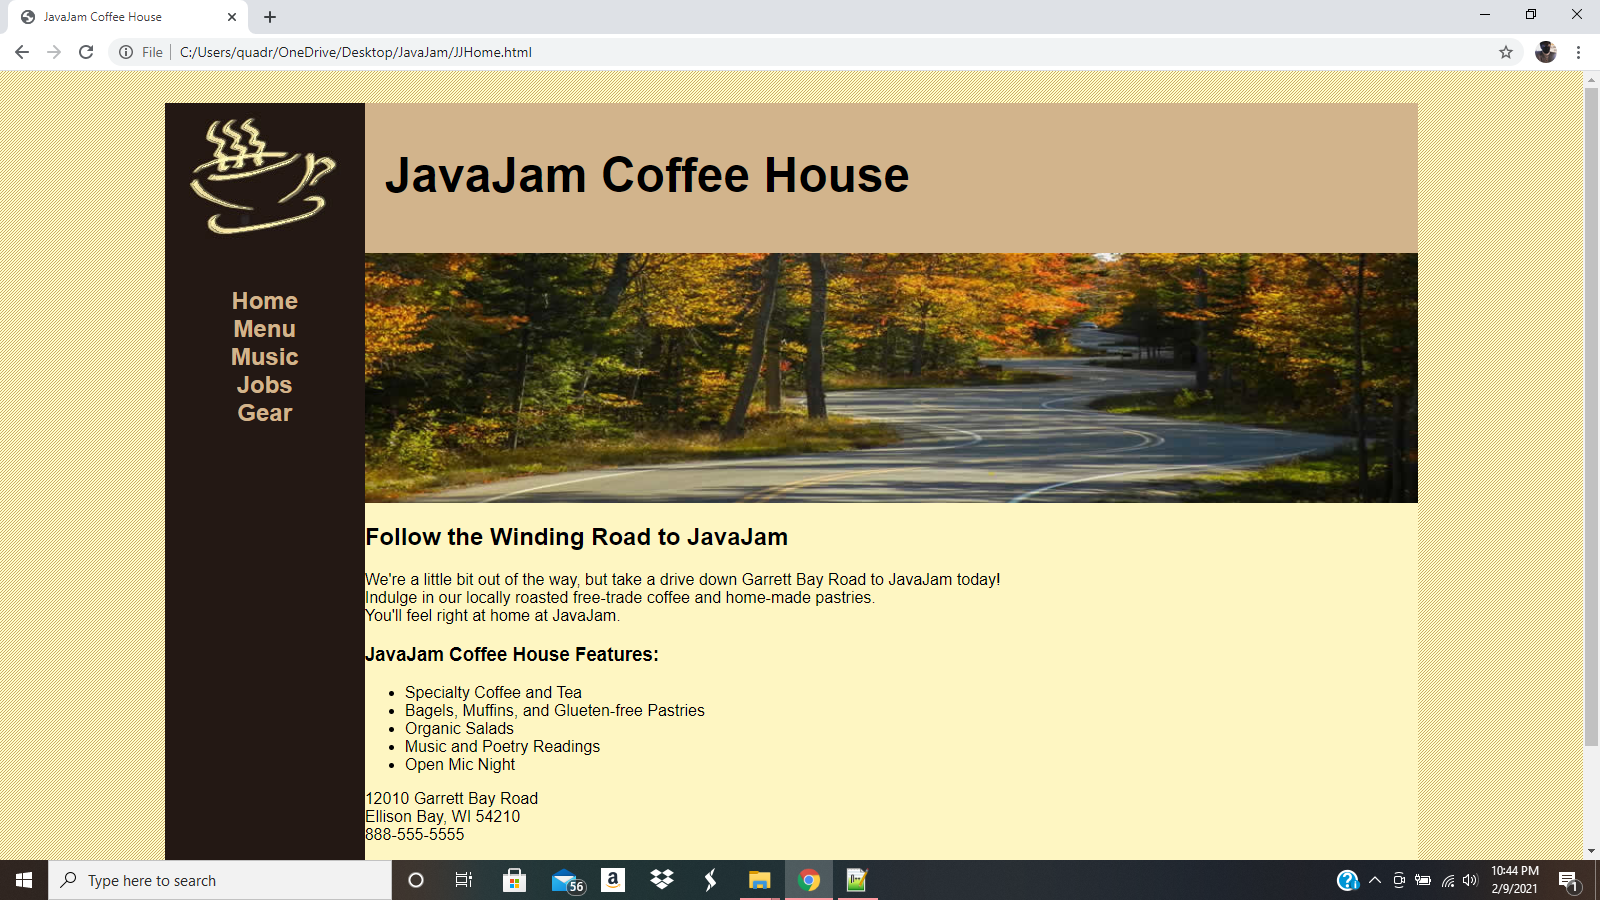 JavaJam Coffee House
File
C:/Users/quadr/OneDrive/Desktop/JavaJam/JJHome.html
JavaJam Coffee House
Home
Menu
Music
Jobs
Gear
Follow the Winding Road to JavaJam
We're a little bit out of the way, but take a drive down Garrett Bay Road to JavaJam today!
Indulge in our locally roasted free-trade coffee and home-made pastries.
You'll feel right at home at JavaJam.
JavaJam Coffee House Features:
Specialty Coffee and Tea
Bagels, Muffins, and Glueten-free Pastries
Organic Salads
Music and Poetry Readings
Open Mic Night
12010 Garrett Bay Road
Ellison Bay, WI 54210
888-555-5555
Type here to search
56
a
10:44 PM
2/9/2021
1